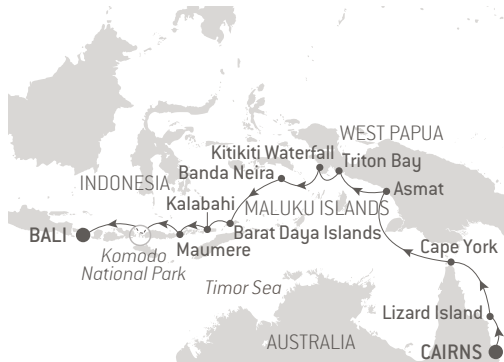 WEST PAPUA
Kitikiti Waterfall
Triton Bay
Banda Neira
INDONESIA
Asmat
Kalabahi
MALUKU ISLANDS
BALI
Barat Daya Islands
Maumere
Komodo
National Park
Cape York
Timor Sea
Lizard Island
AUSTRALIA
CAIRNS